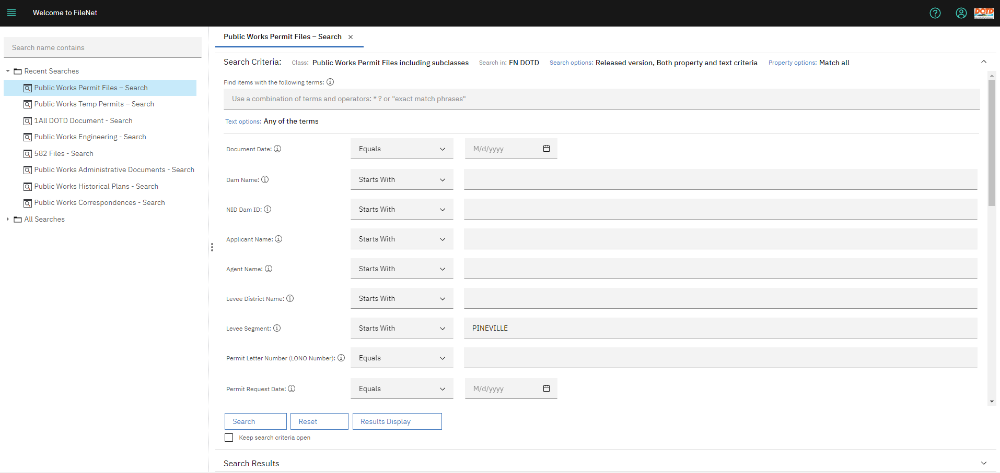 Welcome to FileNet
DOTD
Search name contains
Recent Searches
Public Works Permit Files – Search
Public Works Temp Permits – Search
1All DOTD Document - Search
Public Works Engineering - Search
582 Files - Search
Public Works Administrative Documents - Search
Public Works Historical Plans - Search
Public Works Correspondences - Search
All Searches
Public Works Permit Files – Search
Search Criteria: Class: Public Works Permit Files including subclasses Search in: FN DOTD Search options: Released version, Both property and text criteria Property options: Match all
Find items with the following terms:
Use a combination of terms and operators: * ? or "exact match phrases"
Text options: Any of the terms
Document Date: Equals M/d/yyyy
Dam Name: Starts With
NID Dam ID: Starts With
Applicant Name: Starts With
Agent Name: Starts With
Levee District Name: Starts With
Levee Segment: Starts With PINEVILLE
Permit Letter Number (LONO Number): Equals
Permit Request Date: Equals M/d/yyyy
Search Reset Results Display
Keep search criteria open
Search Results